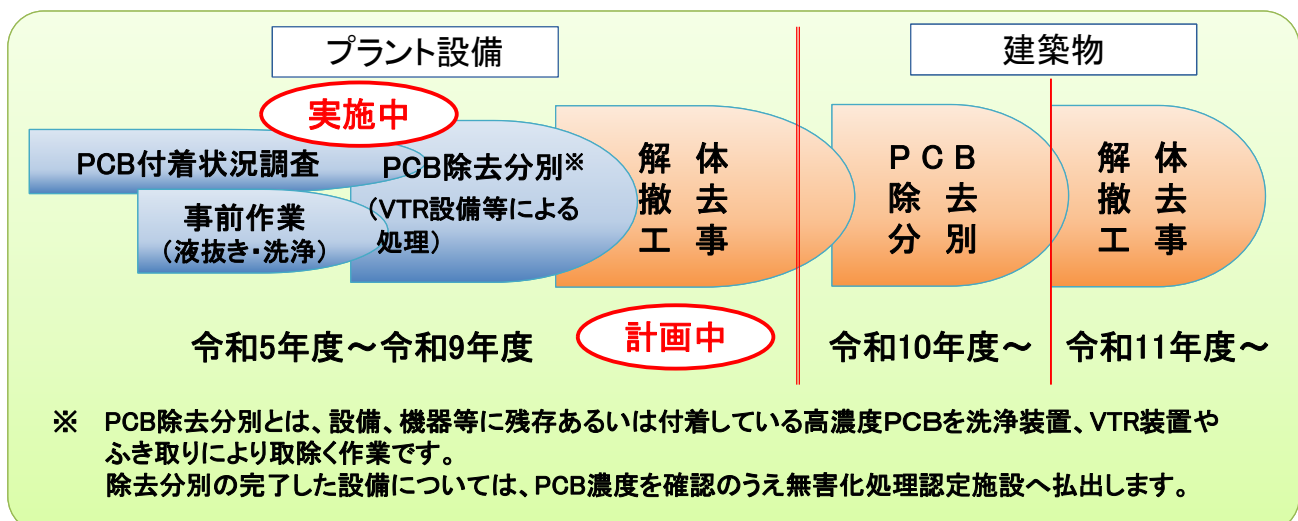 プラント設備
建築物
実施中
PCB付着状況調査
事前作業
（液抜き・洗浄）
PCB除去分別※
（VTR設備等による
処理）
解　体
撤　去
工　事
ＰＣＢ
除　去
分　別
解　体
撤　去
工　事
計画中
令和5年度～令和9年度
令和10年度～
令和11年度～
※　PCB除去分別とは、設備、機器等に残存あるいは付着している高濃度PCBを洗浄装置、VTR装置や
ふき取りにより取除く作業です。
除去分別の完了した設備については、PCB濃度を確認のうえ無害化処理認定施設へ払出します。